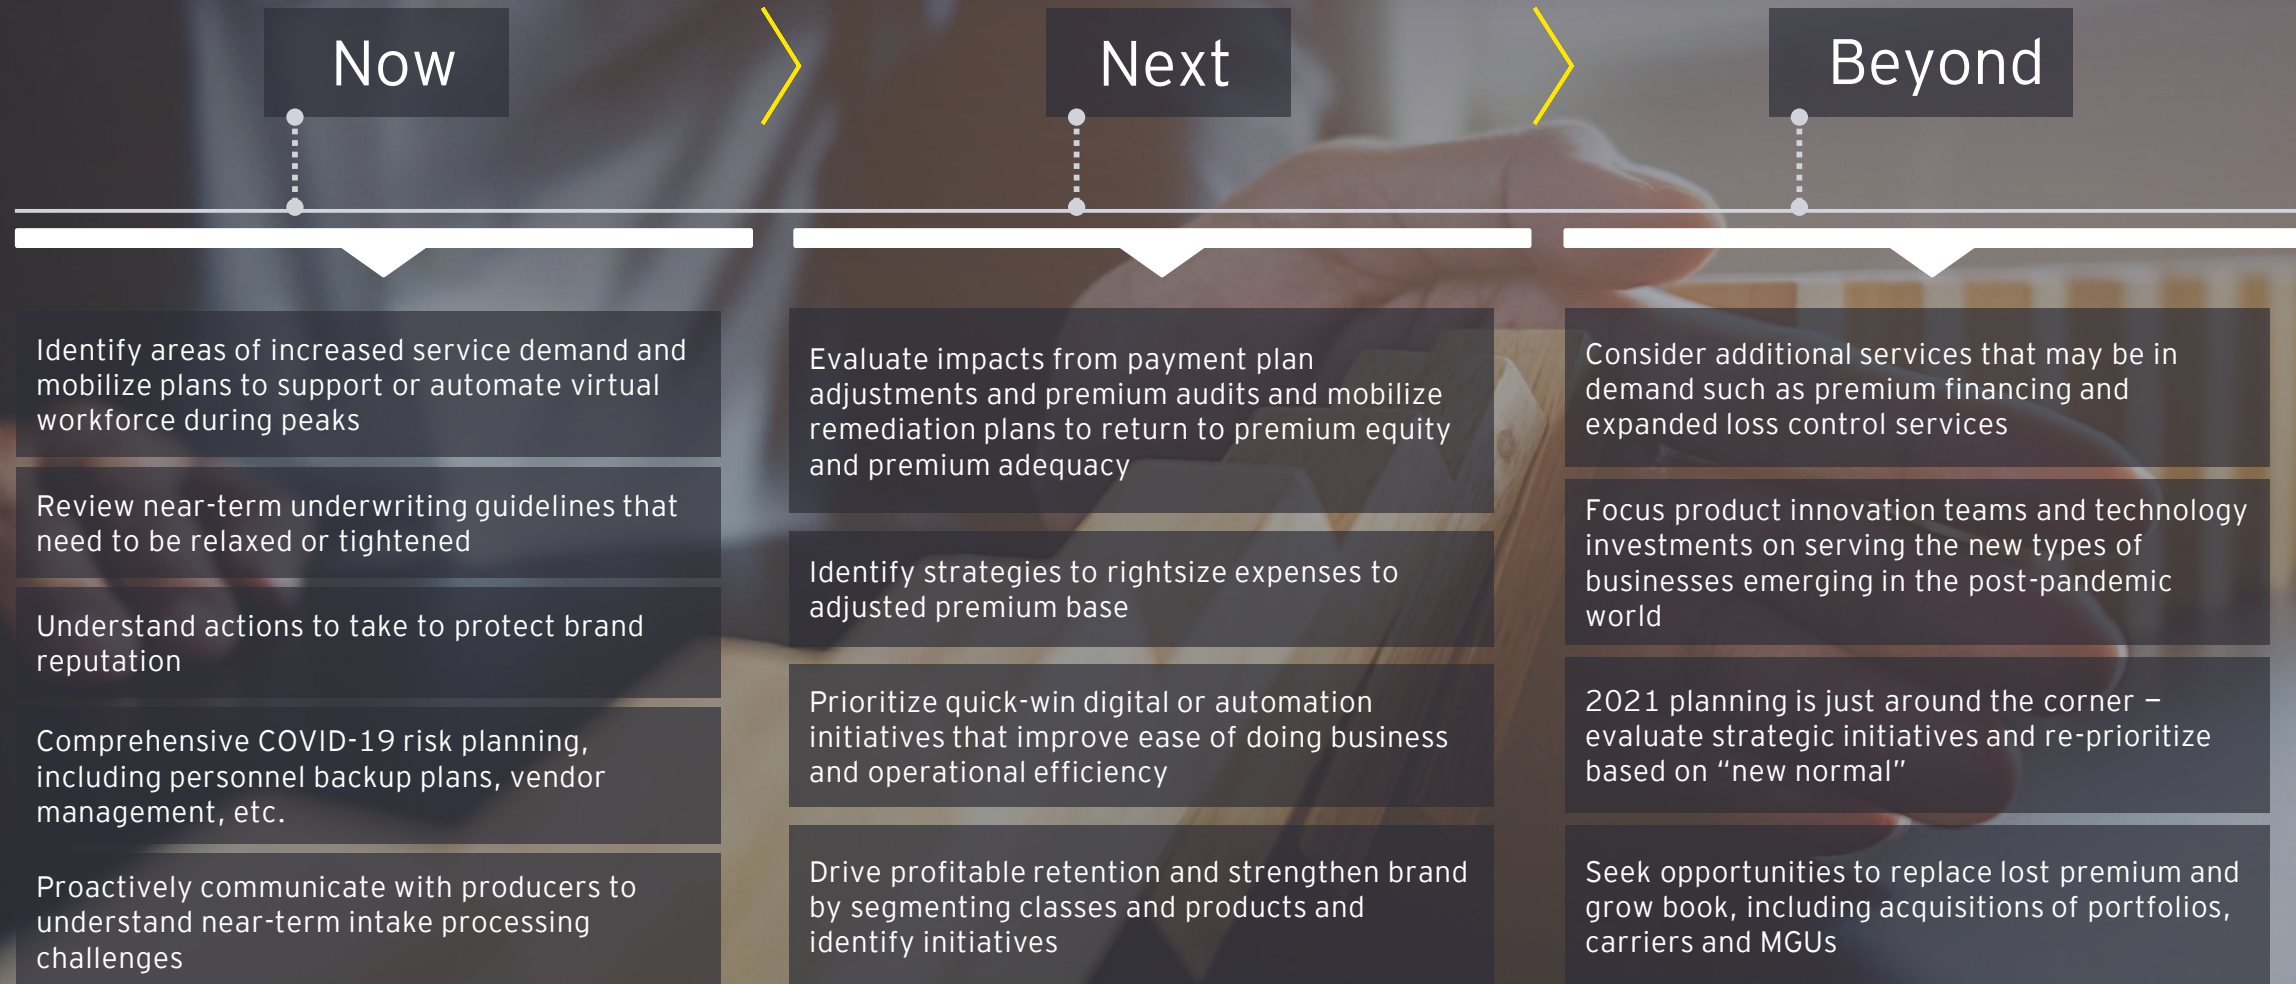 Now
Next
Beyond
Identify areas of increased service demand and
mobilize plans to support or automate virtual
workforce during peaks
Review near-term underwriting guidelines that
need to be relaxed or tightened
Understand actions to take to protect brand
reputation
Comprehensive COVID-19 risk planning,
including personnel backup plans, vendor
management, etc.
Proactively communicate with producers to
understand near-term intake processing
challenges
Evaluate impacts from payment plan
adjustments and premium audits and mobilize
remediation plans to return to premium equity
and premium adequacy
Identify strategies to rightsize expenses to
adjusted premium base
Prioritize quick-win digital or automation
initiatives that improve ease of doing business
and operational efficiency
Drive profitable retention and strengthen brand
by segmenting classes and products and
identify initiatives
Consider additional services that may be in
demand such as premium financing and
expanded loss control services
Focus product innovation teams and technology
investments on serving the new types of
businesses emerging in the post-pandemic
world
2021 planning is just around the corner –
evaluate strategic initiatives and re-prioritize
based on “new normal”
Seek opportunities to replace lost premium and
grow book, including acquisitions of portfolios,
carriers and MGUs